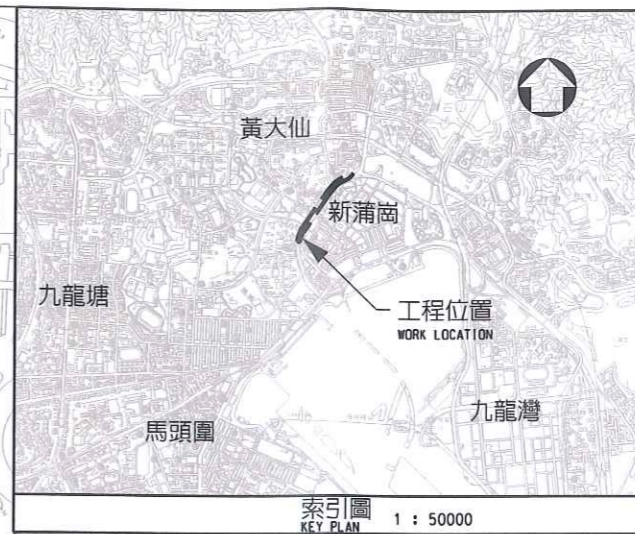 黃大仙
新蒲崗
九龍塘
工程位置
WORK LOCATION
九龍灣
馬頭圍
索引圖
KEY PLAN 1 : 50000